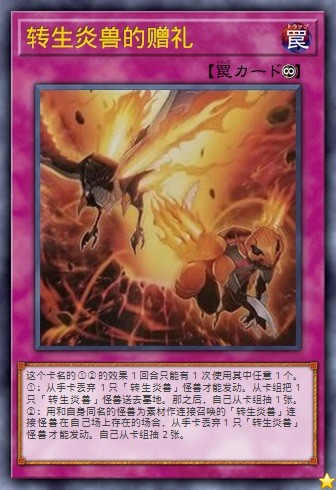 转生炎兽的赠礼
トラップ
罠
【罠カード】
这个卡名的①②的效果1回合只能有1次使用其中任意1个。
①：从手卡丢弃1只「转生炎兽」怪兽才能发动。从卡组把1
只「转生炎兽」怪兽送去墓地。那之后，自己从卡组抽1张。
②：用和自身同名的怪兽为素材作连接召唤的「转生炎兽」连
接怪兽在自己场上存在的场合，从手卡丢弃1只「转生炎兽」
怪兽才能发动。自己从卡组抽2张。